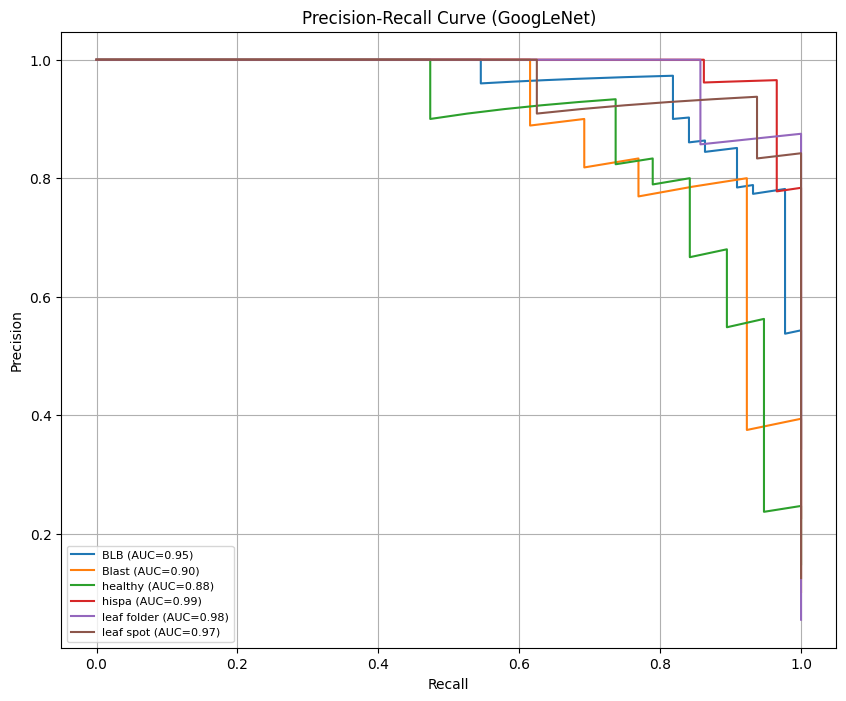 Precision-Recall Curve (GoogLeNet)
1.0
0.8
0.6
0.4
0.2
Precision
BLB (AUC=0.95)
Blast (AUC=0.90)
healthy (AUC=0.88)
hispa (AUC=0.99)
leaf folder (AUC=0.98)
leaf spot (AUC=0.97)
0.0 0.2 0.4 0.6 0.8 1.0
Recall